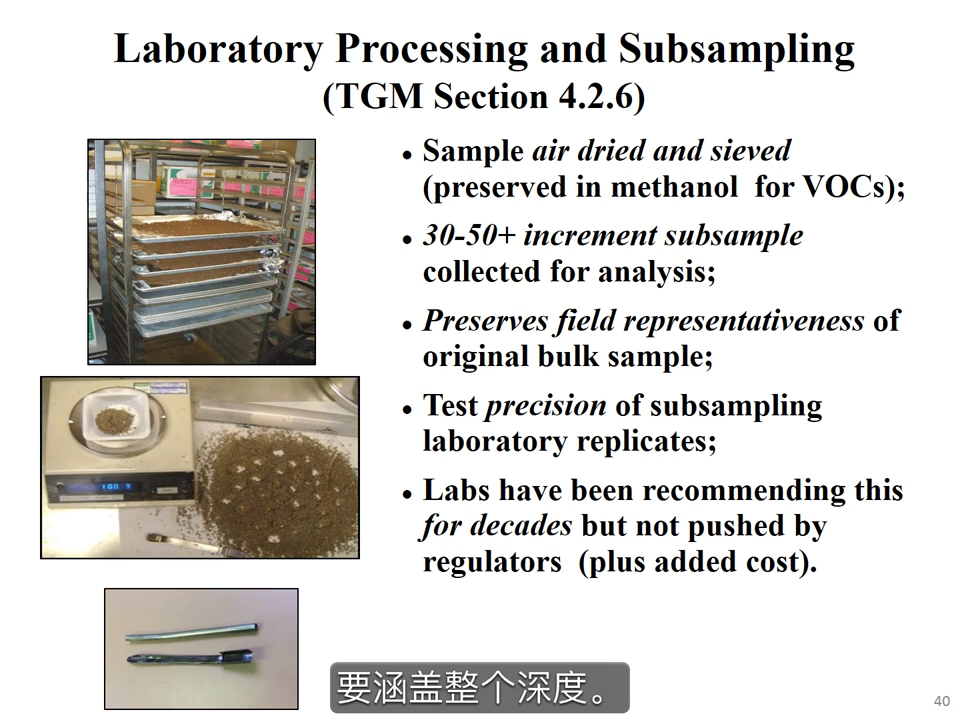 Laboratory Processing and Subsampling
(TGM Section 4.2.6)
• Sample air dried and sieved
(preserved in methanol for VOCs);
• 30-50+ increment subsample
collected for analysis;
• Preserves field representativeness of
original bulk sample;
• Test precision of subsampling
laboratory replicates;
• Labs have been recommending this
for decades but not pushed by
regulators (plus added cost).
要涵盖整个深度。
40